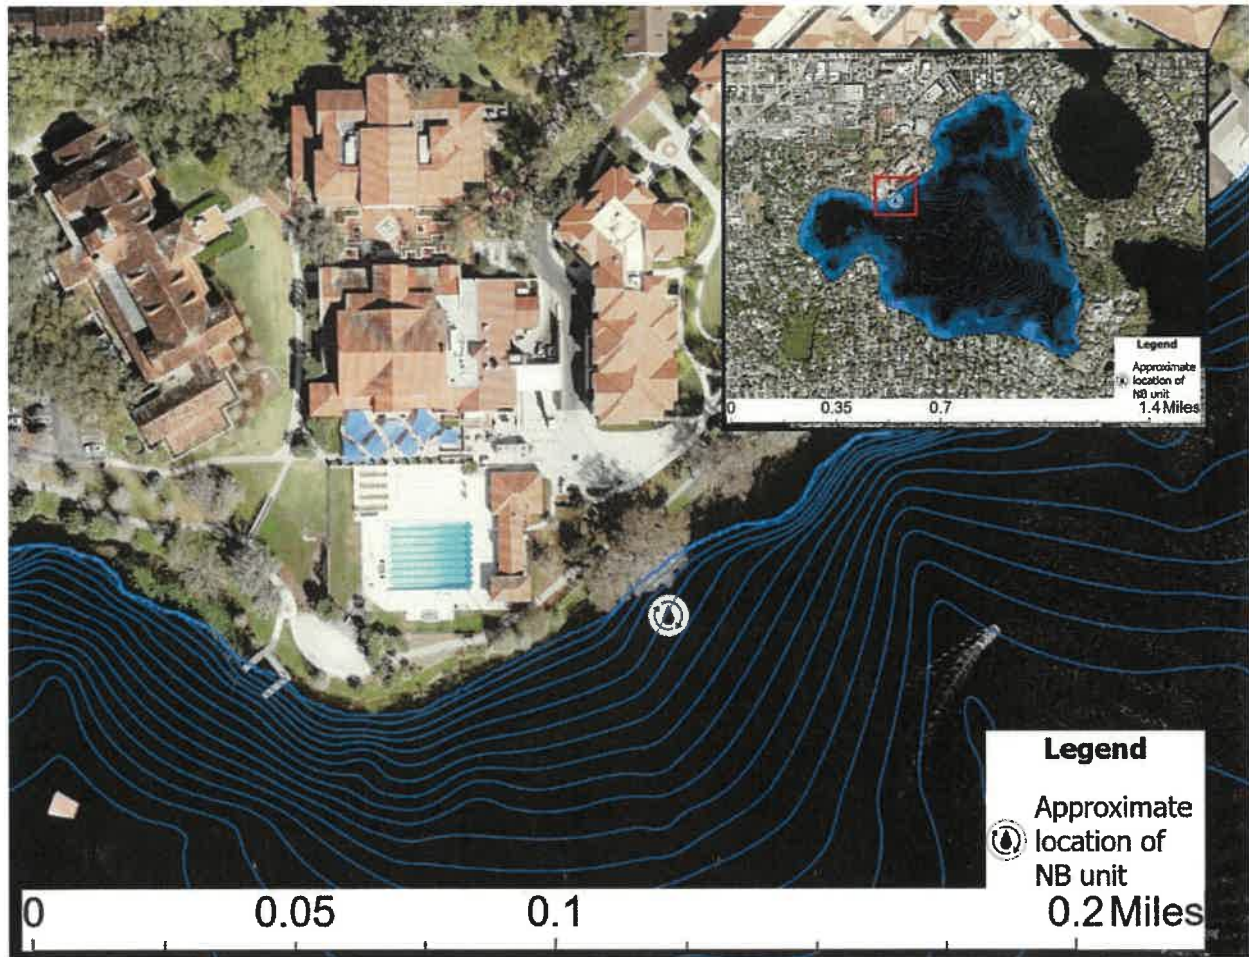 Legend
Approximate
location of
NB unit
0 0.35 0.7 1.4 Miles
Legend
Approximate
location of
NB unit
0 0.05 0.1 0.2 Miles